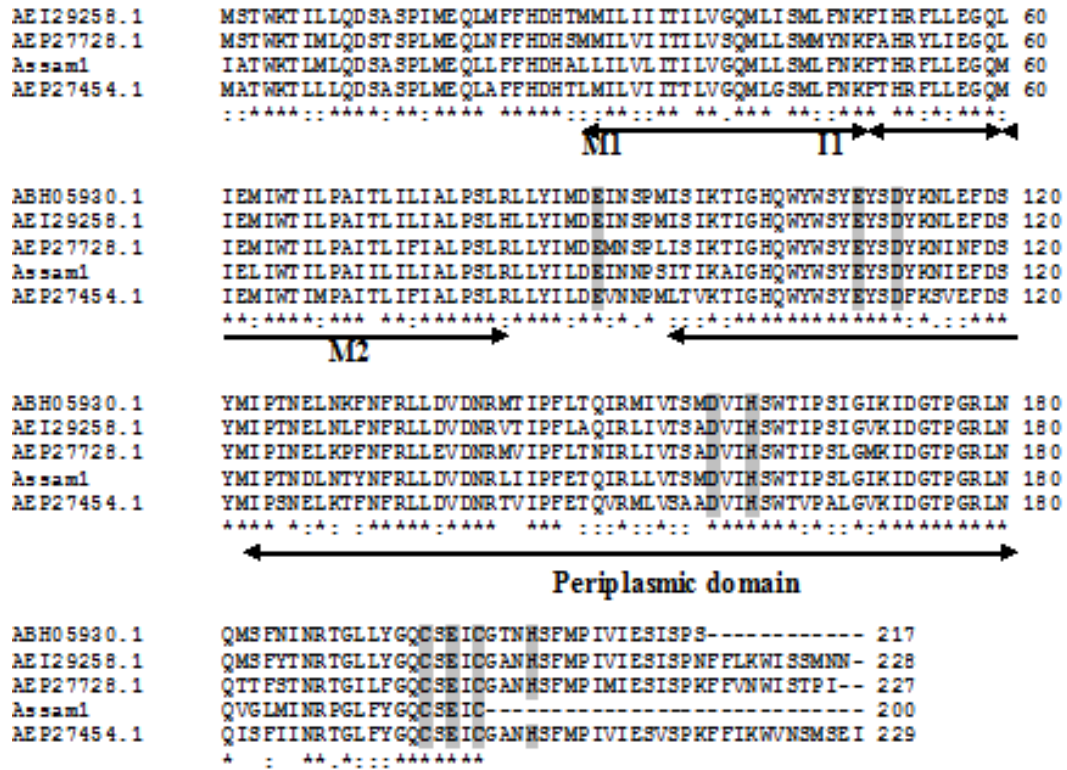 AEI29258.1 MSTWKTILLQDSASPIMEQLMFFHDHTMMILIIITILVGQMLISMLFNKFIHRFLLEGQL 60
AEP27728.1 MSTWKTIMLQDSTSPLMEQLNFFHDHSMMILVIITILVSQMLLSMMYNKFAHRYLIEGQL 60
Assam1 IATWKTLMLQDSASPLMEQLLFFHDHALLILVLITILVGQMLLSMLFNKFTHRFLLEGQM 60
AEP27454.1 MATWKTLLLQDSASPLMEQLAFFHDHTLMILVIITTLVGQMLGSMLFNKFTHRFLLEGQM 60
::****::****:**:**** *****:::**::** **.*** **::*** **:*:***:
M1 I1
ABH05930.1 IEMIWTILPAITLILIALPSLRLLYIMDEINSPMISIKTIGHQWYWSYEYSDYKNLEFDS 120
AEI29258.1 IEMIWTILPAITLILIALPSLHLLYIMDEINSPMISIKTIGHQWYWSYEYSDYKNLEFDS 120
AEP27728.1 IEMIWTILPAITLIFIALPSLRLLYIMDEMNSPLISIKTIGHQWYWSYEYSDYKNINFDS 120
Assam1 IELIWTILPAIILILIALPSLRLLYILDEINNPSITIKAIGHQWYWSYEYSDYKNIEFDS 120
AEP27454.1 IEMIWTIMPAITLIFIALPSLRLLYILDEVNNPMLTVKTIGHQWYWSYEYSDFKSVEFDS 120
**:****:*** **:******:****:**:*.* :::*:*************:*.::***
M2
ABH05930.1 YMIPTNELNKFNFRLLDVDNRMTIPFLTQIRMIVTSMDVIHSWTIPSIGIKIDGTPGRLN 180
AEI29258.1 YMIPTNELNLFNFRLLDVDNRVTIPFLAQIRLIVTSADVIHSWTIPSIGVKIDGTPGRLN 180
AEP27728.1 YMIPINELKPFNFRLLEVDNRMVIPFLTNIRLIVTSADVIHSWTIPSLGMKIDGTPGRLN 180
Assam1 YMIPTNDLNTYNFRLLDVDNRLIIPFETQIRLLVTSMDVIHSWTIPSLGIKIDGTPGRLN 180
AEP27454.1 YMIPSNELKTFNFRLLDVDNRTVIPFETQVRMLVSAADVIHSWTVPALGVKIDGTPGRLN 180
**** *:*: :*****:**** *** ::*::*:: *******:*::*:**********
Periplasmic domain
ABH05930.1 QMSFNINRTGLLYGQCSEICGTNHSFMPIVIESISPS------------ 217
AEI29258.1 QMSFYTNRTGLLYGQCSEICGANHSFMPIVIESISPNFFLKWISSMNN- 228
AEP27728.1 QTTFSTNRTGILFGQCSEICGANHSFMPIMIESISPKFFVNWISTPI-- 227
Assam1 QVGLMINRPGLFYGQCSEIC----------------------------- 200
AEP27454.1 QISFIINRTGLFYGQCSEICGANHSFMPIVIESVSPKFFIKWVNSMSEI 229
* : **.*:::*******